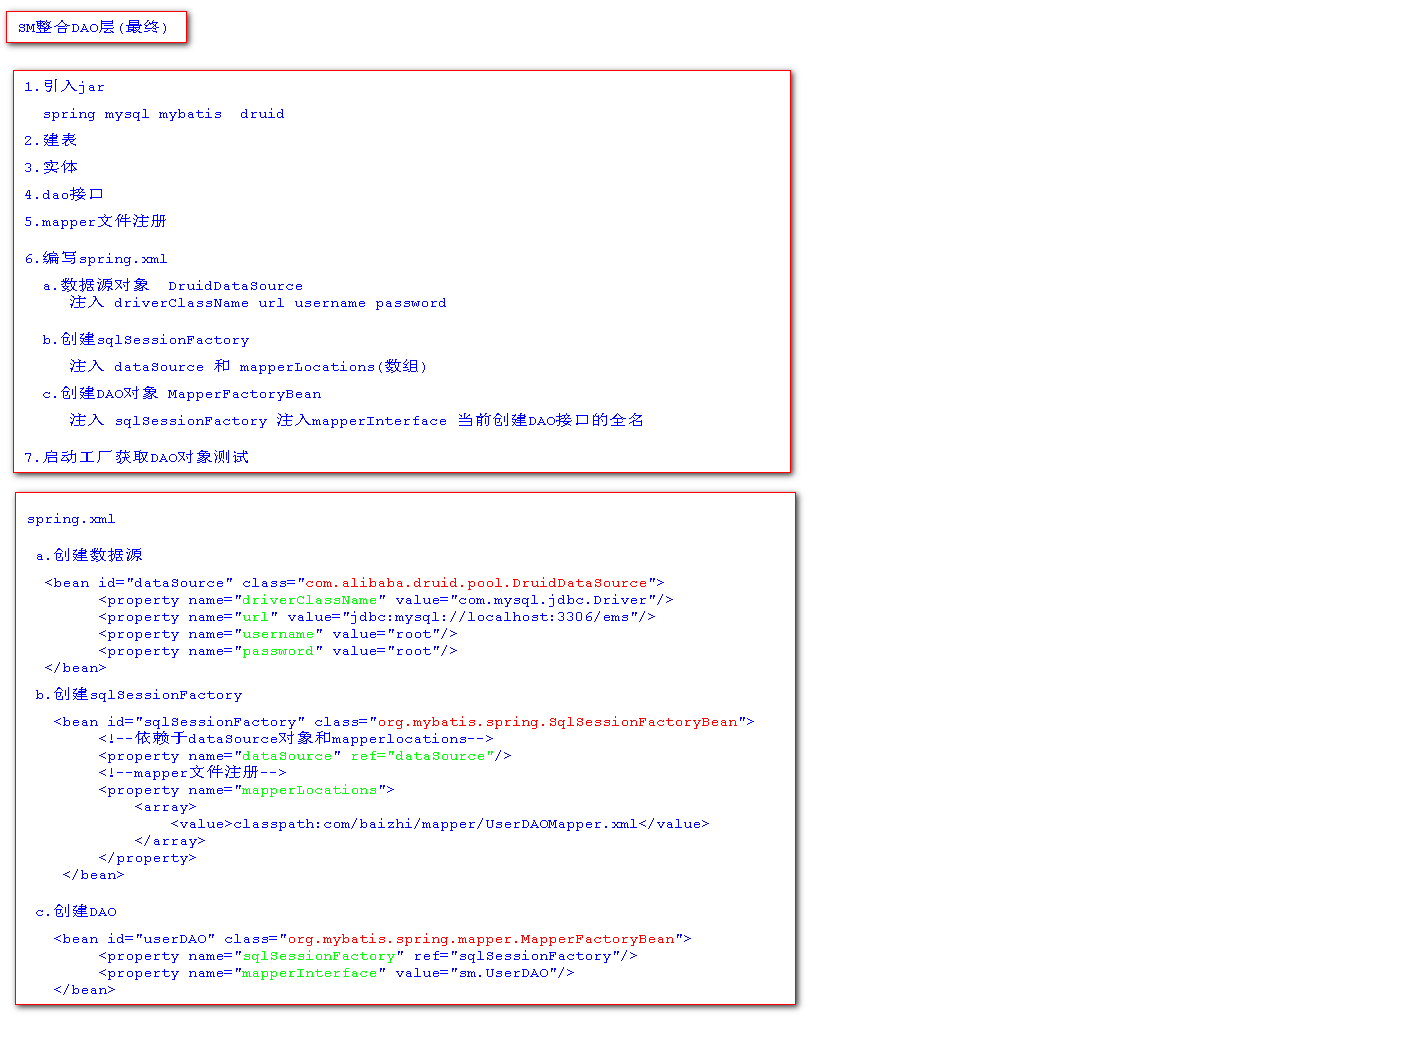 SM整合DAO层(最终)
1.引入jar
spring mysql mybatis  druid
2.建表
3.实体
4.dao接口
5.mapper文件注册
6.编写spring.xml
a.数据源对象  DruidDataSource
注入 driverClassName url username password
b.创建sqlSessionFactory
注入 dataSource 和 mapperLocations(数组)
c.创建DAO对象 MapperFactoryBean
注入 sqlSessionFactory 注入mapperInterface 当前创建DAO接口的全名
7.启动工厂获取DAO对象测试
spring.xml
a.创建数据源
<bean id="dataSource" class="com.alibaba.druid.pool.DruidDataSource">
<property name="driverClassName" value="com.mysql.jdbc.Driver"/>
<property name="url" value="jdbc:mysql://localhost:3306/ems"/>
<property name="username" value="root"/>
<property name="password" value="root"/>
</bean>
b.创建sqlSessionFactory
<bean id="sqlSessionFactory" class="org.mybatis.spring.SqlSessionFactoryBean">
<!--依赖于dataSource对象和mapperlocations-->
<property name="dataSource" ref="dataSource"/>
<!--mapper文件注册-->
<property name="mapperLocations">
<array>
<value>classpath:com/baizhi/mapper/UserDAOMapper.xml</value>
</array>
</property>
</bean>
c.创建DAO
<bean id="userDAO" class="org.mybatis.spring.mapper.MapperFactoryBean">
<property name="sqlSessionFactory" ref="sqlSessionFactory"/>
<property name="mapperInterface" value="sm.UserDAO"/>
</bean>